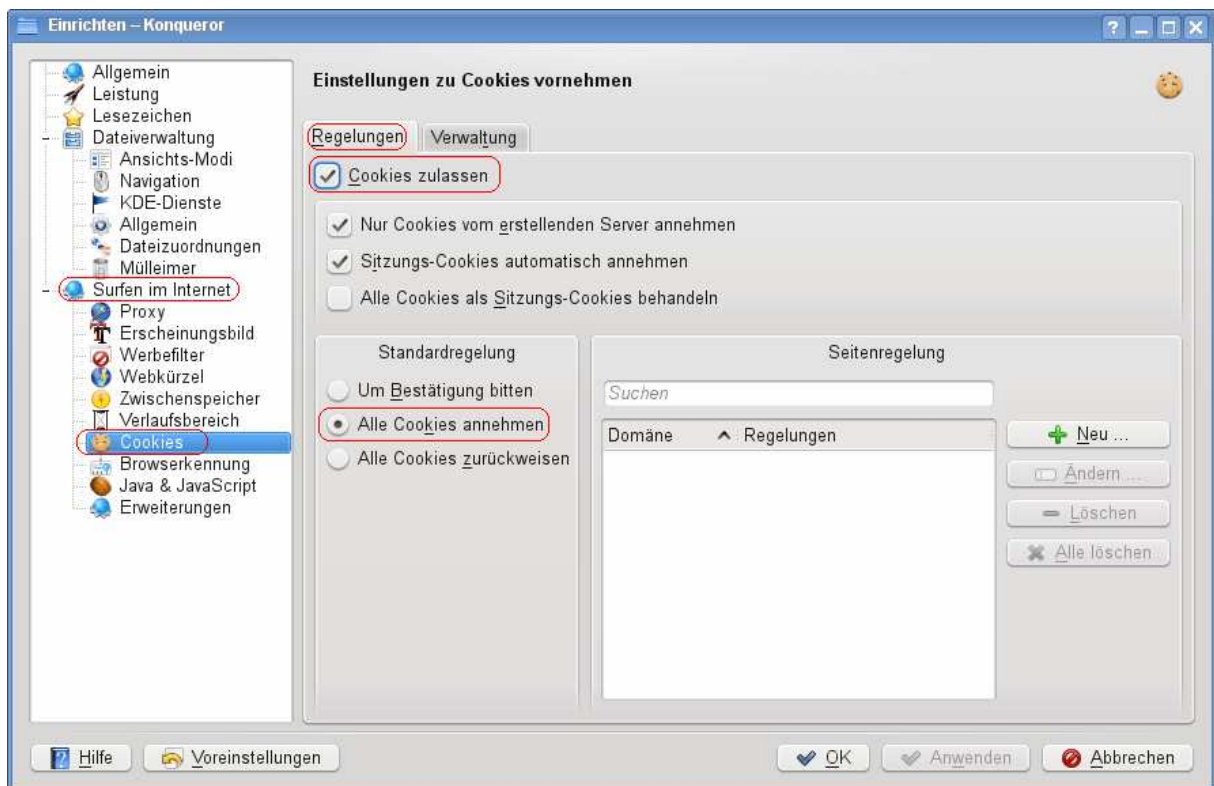 Einrichten – Konqueror
Allgemein
Leistung
Lesezeichen
Dateiverwaltung
Ansichts-Modi
Navigation
KDE-Dienste
Allgemein
Dateizuordnungen
Mülleimer
Surfen im Internet
Proxy
Erscheinungsbild
Werbefilter
Webkürzel
Zwischenspeicher
Verlaufsbereich
Cookies
Browserkennung
Java & JavaScript
Erweiterungen
Einstellungen zu Cookies vornehmen
Regelungen Verwaltung
Cookies zulassen
Nur Cookies vom erstellenden Server annehmen
Sitzungs-Cookies automatisch annehmen
Alle Cookies als Sitzungs-Cookies behandeln
Standardregelung
Um Bestätigung bitten
Alle Cookies annehmen
Alle Cookies zurückweisen
Seitenregelung
Suchen
Domäne Regelungen
Neu ...
Ändern ...
Löschen
Alle löschen
Hilfe Voreinstellungen OK Anwenden Abbrechen